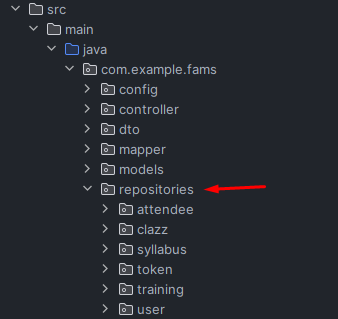 src
main
java
com.example.fams
config
controller
dto
mapper
models
repositories
attendee
clazz
syllabus
token
training
user